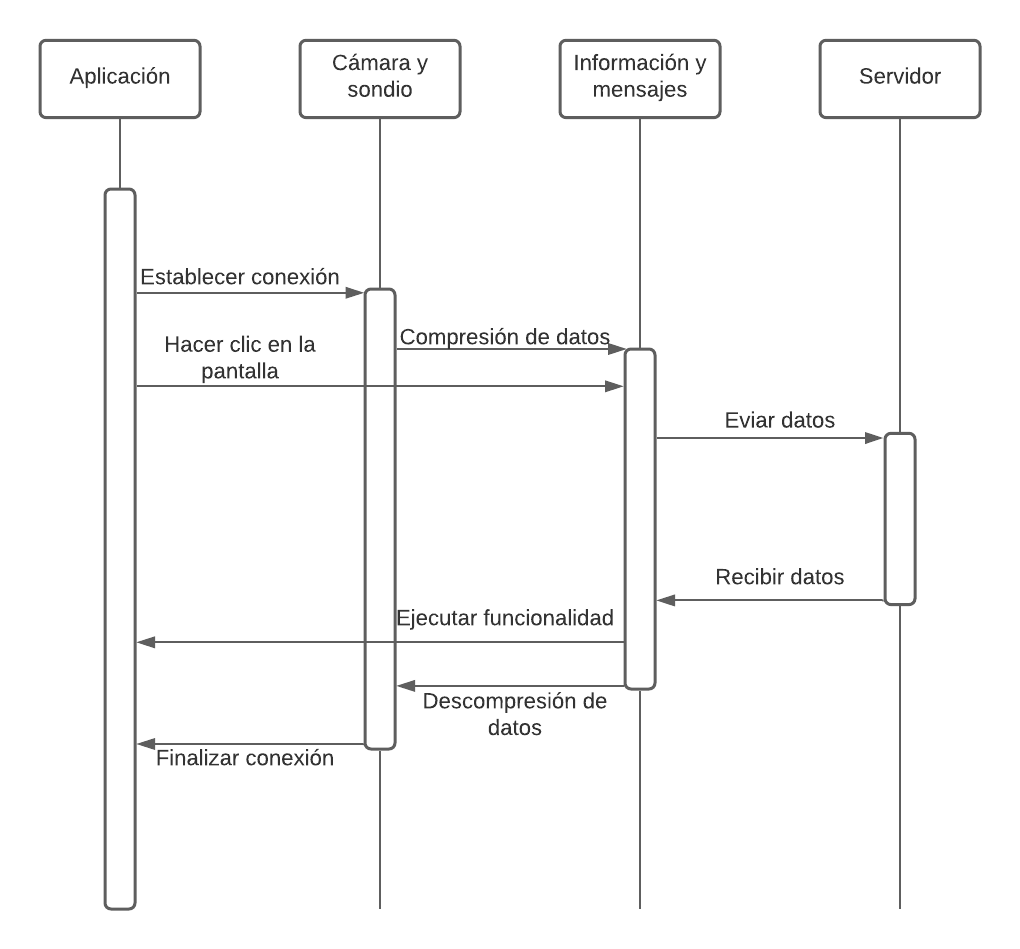 Aplicación
Cámara y
sondio
Información y
mensajes
Servidor
Establecer conexión
Compresión de datos
Hacer clic en la
pantalla
Eviar datos
Recibir datos
Ejecutar funcionalidad
Descompresión de
datos
Finalizar conexión